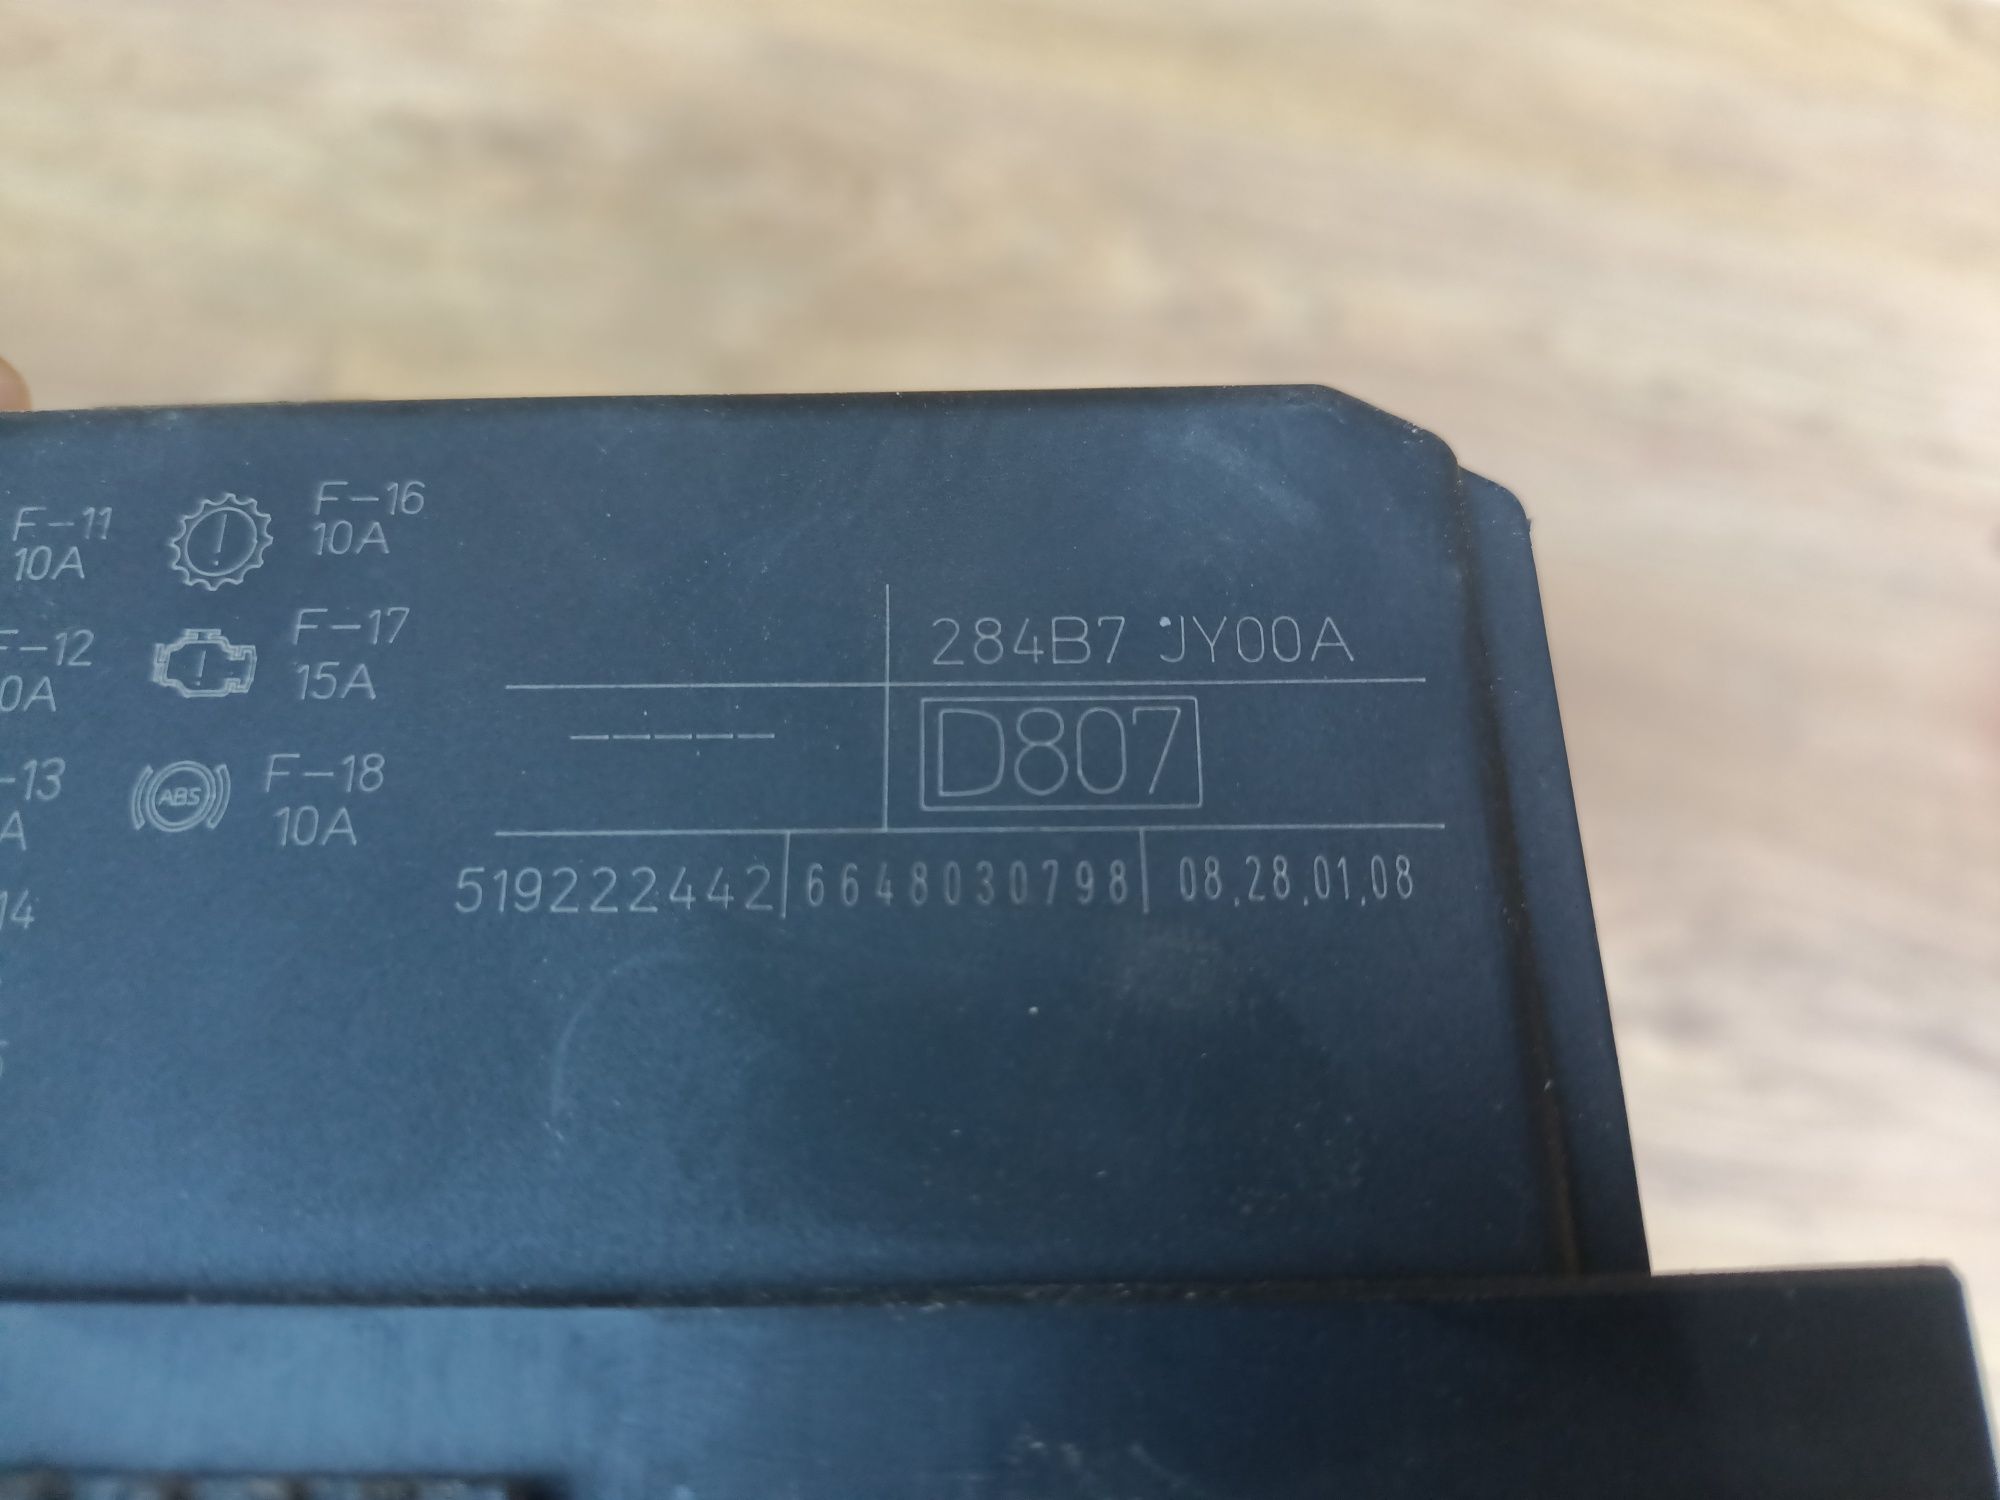 F-11
10A
F-16
10A
F-12
0A
F-17
15A
-13
A
ABS
F-18
10A
14
284B7 JY00A
-----
D807
519222442|6648030798| 08.28.01.08